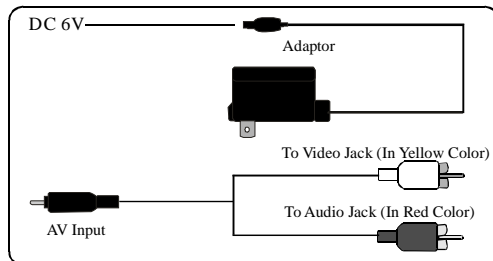 DC 6V
Adaptor
To Video Jack (In Yellow Color)
To Audio Jack (In Red Color)
AV Input